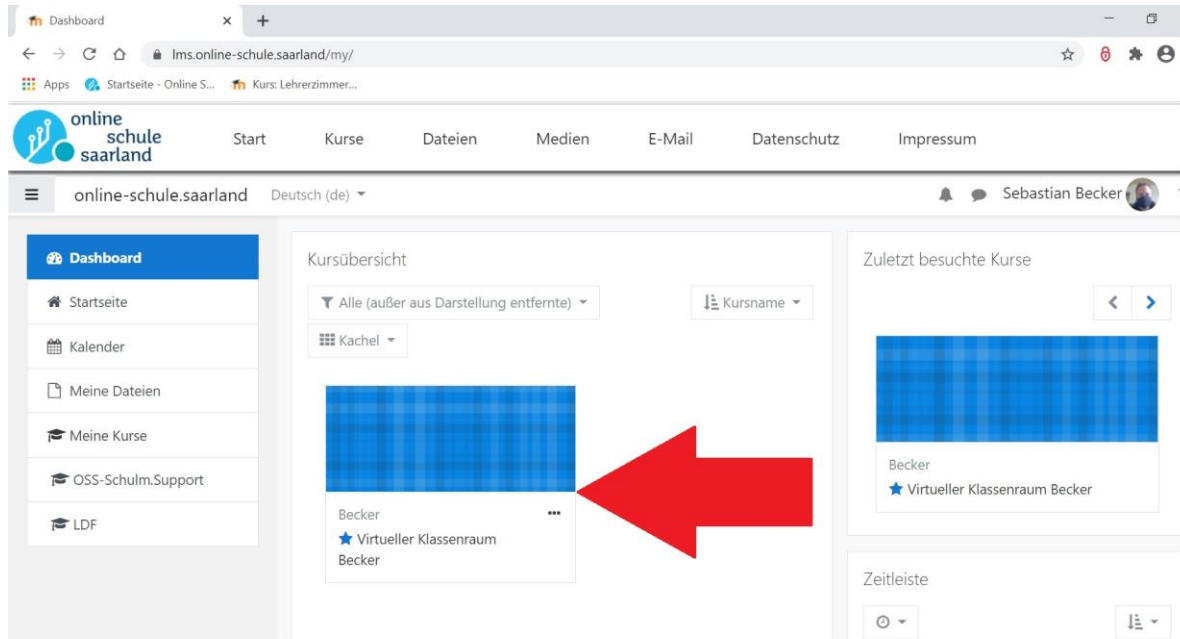 Dashboard
lms.online-schule.saarland/my/
Apps Startseite - Online S... Kurs: Lehrerzimmer...
online
schule
saarland
Start Kurse Dateien Medien E-Mail Datenschutz Impressum
online-schule.saarland Deutsch (de) Sebastian Becker
Dashboard
Startseite
Kalender
Meine Dateien
Meine Kurse
OSS-Schulm.Support
LDF
Kursübersicht
Alle (außer aus Darstellung entfernte) Kursname
Kachel
Becker
Virtueller Klassenraum
Becker
Zuletzt besuchte Kurse
Becker
Virtueller Klassenraum Becker
Zeitleiste